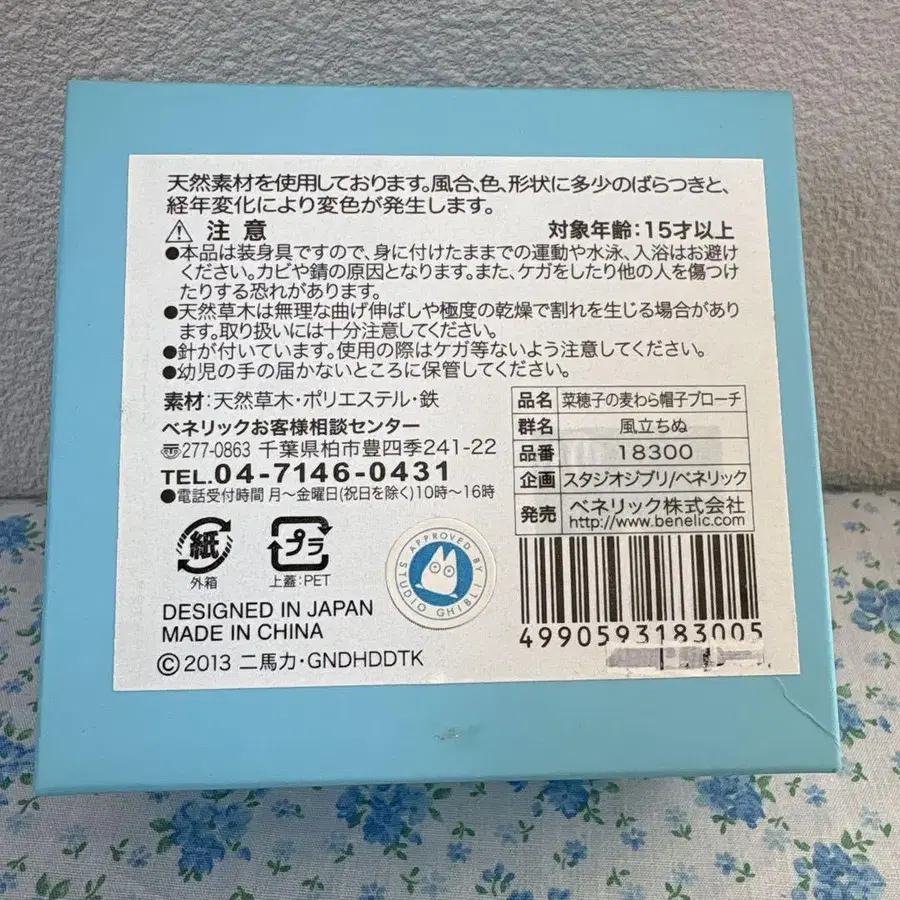 天然素材を使用しております。風合、色、形状に多少のばらつきと、
経年変化により変色が発生します。
⚠ 注意 対象年齢:15才以上
●本品は装身具ですので、身に付けたままでの運動や水泳、入浴はお避け
ください。カビや錆の原因となります。また、ケガをしたり他の人を傷つけ
たりする恐れがあります。
●天然草木は無理な曲げ伸ばしや極度の乾燥で割れを生じる場合があり
ます。取り扱いには十分注意してください。
●針が付いています。使用の際はケガ等ないよう注意してください。
●幼児の手の届かないところに保管してください。
素材:天然草木・ポリエステル・鉄
ベネリックお客様相談センター
〠277-0863 千葉県柏市豊四季241-22
TEL.04-7146-0431
●電話受付時間 月~金曜日(祝日を除く)10時~16時
品名 菜穂子の麦わら帽子ブローチ
群名 風立ちぬ
品番 18300
企画 スタジオジブリ/ベネリック
発売 ベネリック株式会社
http://www.benelic.com
紙
外箱
プラ
上蓋:PET
APPROVED BY STUDIO GHIBLI
4990593183005
DESIGNED IN JAPAN
MADE IN CHINA
©2013 二馬力・GNDHDDTK